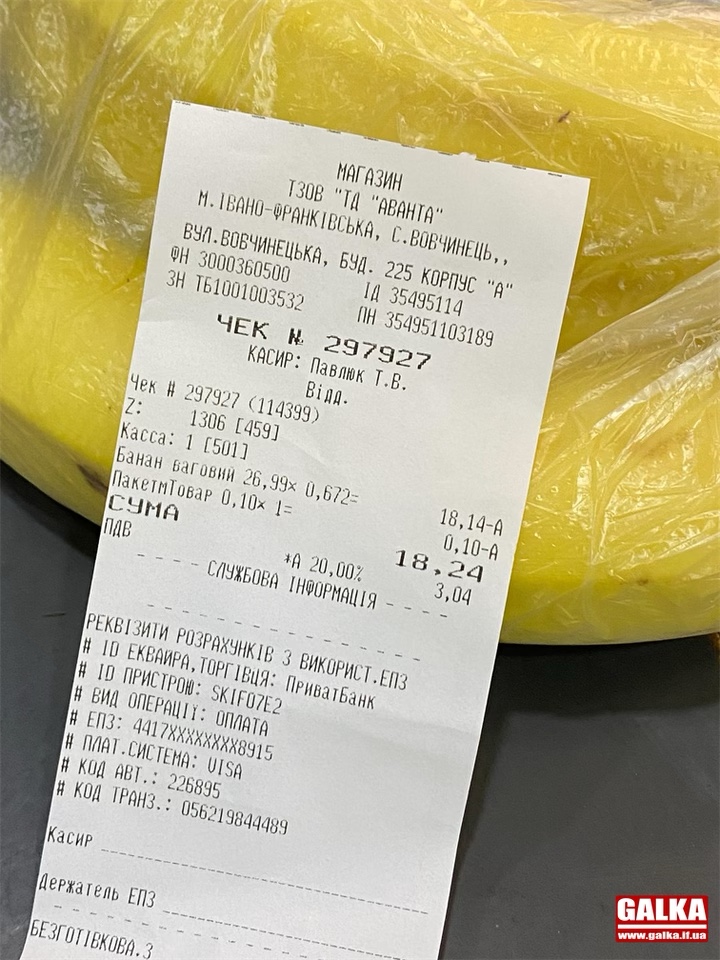 МАГАЗИН
ТЗОВ "ТД "АВАНТА"
М.ІВАНО-ФРАНКІВСЬКА, С.ВОВЧИНЕЦЬ,,
ВУЛ.ВОВЧИНЕЦЬКА, БУД. 225 КОРПУС "А"
ФН 3000360500 ІД 35495114
ЗН ТБ1001003532 ПН 354951103189
ЧЕК № 297927
КАСИР: Павлюк Т.В.
Відд.
Чек # 297927 (114399)
Z: 1306 [459]
Касса: 1 [501]
Банан ваговий 26,99× 0,672= 18,14-А
ПакетмТовар 0,10× 1= 0,10-А
СУМА 18,24
ПДВ *А 20,00% 3,04
- - - - СЛУЖБОВА ІНФОРМАЦІЯ - - - -
- - - - - - - - - - - - - - - -
РЕКВІЗИТИ РОЗРАХУНКІВ З ВИКОРИСТ.ЕПЗ
# ID ЕКВАЙРА,ТОРГІВЦЯ: ПриватБанк
# ID ПРИСТРОЮ: SKIF07E2
# ВИД ОПЕРАЦІЇ: ОПЛАТА
# ЕПЗ: 4417XXXXXXXX8915
# ПЛАТ.СИСТЕМА: VISA
# КОД АВТ.: 226895
# КОД ТРАНЗ.: 056219844489
Касир
Держатель ЕПЗ
БЕЗГОТІВКОВА.3
GALKA
www.galka.if.ua